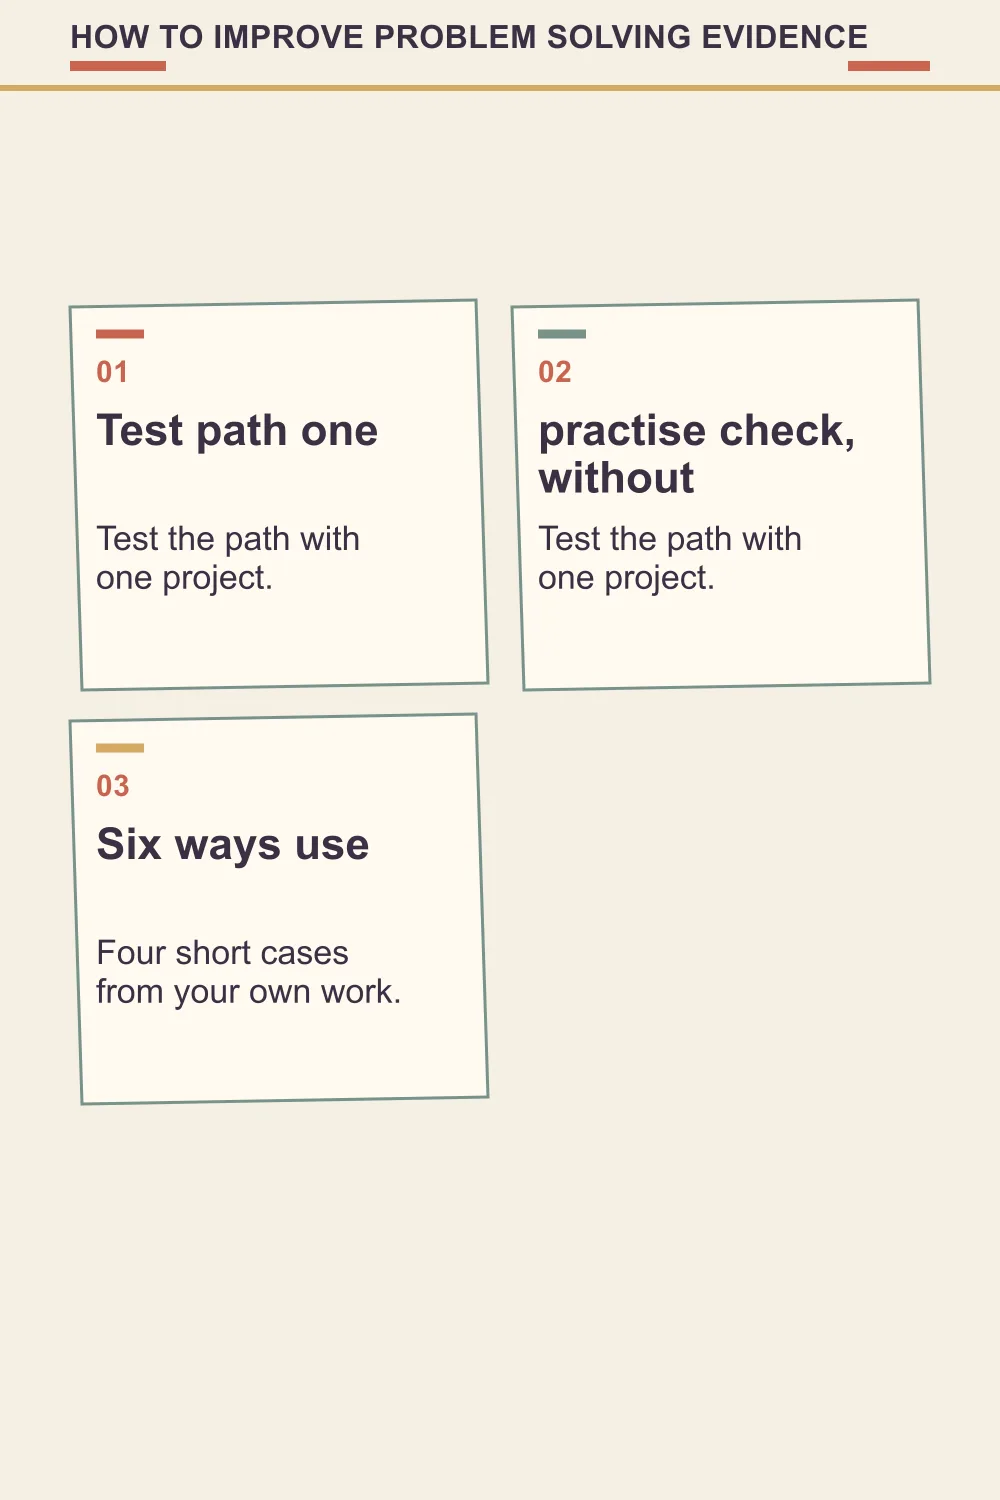 HOW TO IMPROVE PROBLEM SOLVING EVIDENCE
01
Test path one
Test the path with
one project.
02
practise check,
without
Test the path with
one project.
03
Six ways use
Four short cases
from your own work.